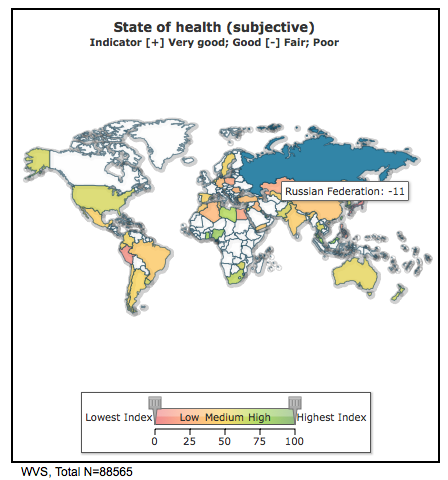 State of health (subjective)
Indicator [+] Very good; Good [-] Fair; Poor
Russian Federation: -11
Lowest Index Low Medium High Highest Index
0 25 50 75 100
WVS, Total N=88565